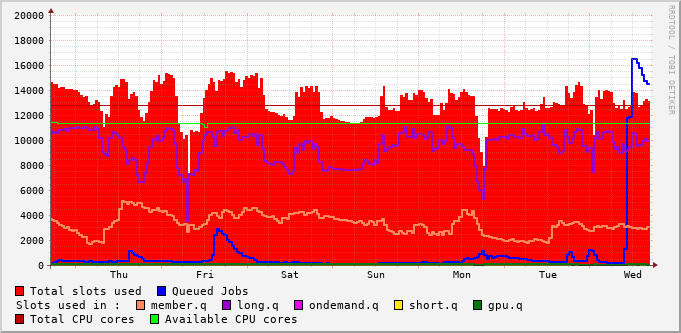 20000
18000
16000
14000
12000
10000
8000
6000
4000
2000
0
Thu Fri Sat Sun Mon Tue Wed
RRDTOOL / TOBI OETIKER
Total slots used Queued Jobs
Slots used in : member.q long.q ondemand.q short.q gpu.q
Total CPU cores Available CPU cores